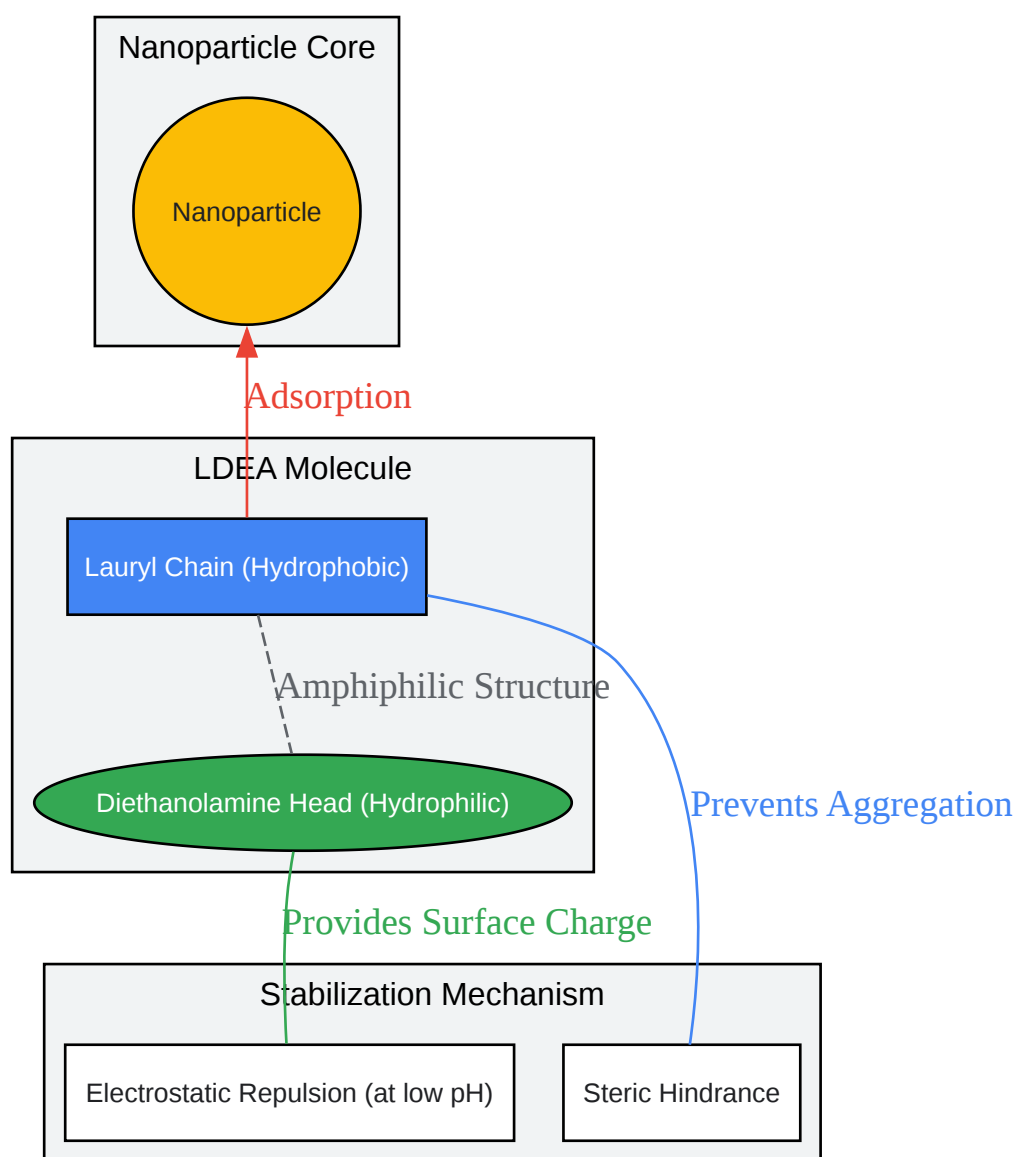 Nanoparticle Core
Nanoparticle
Adsorption
LDEA Molecule
Lauryl Chain (Hydrophobic)
Amphiphilic Structure
Diethanolamine Head (Hydrophilic)
Prevents Aggregation
Provides Surface Charge
Stabilization Mechanism
Electrostatic Repulsion (at low pH)
Steric Hindrance